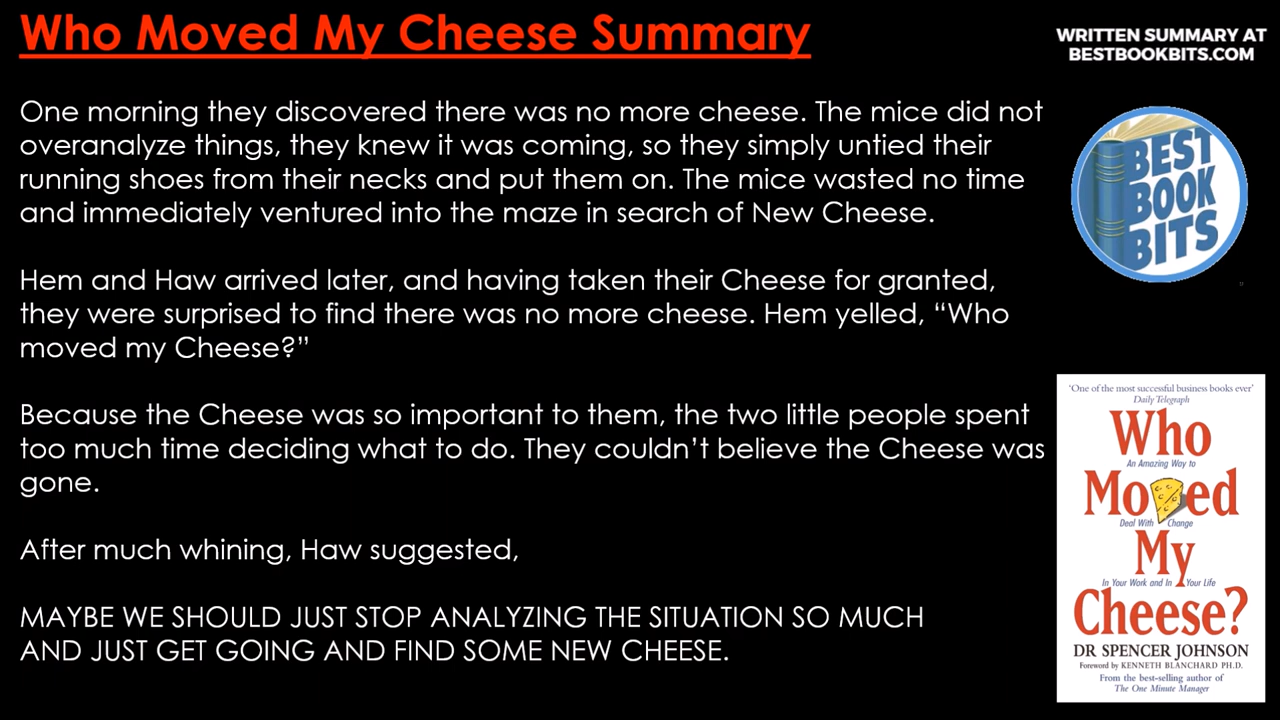 Who Moved My Cheese Summary
WRITTEN SUMMARY AT
BESTBOOKBITS.COM
One morning they discovered there was no more cheese. The mice did not
overanalyze things, they knew it was coming, so they simply untied their
running shoes from their necks and put them on. The mice wasted no time
and immediately ventured into the maze in search of New Cheese.
Hem and Haw arrived later, and having taken their Cheese for granted,
they were surprised to find there was no more cheese. Hem yelled, “Who
moved my Cheese?”
Because the Cheese was so important to them, the two little people spent
too much time deciding what to do. They couldn’t believe the Cheese was
gone.
After much whining, Haw suggested,
MAYBE WE SHOULD JUST STOP ANALYZING THE SITUATION SO MUCH
AND JUST GET GOING AND FIND SOME NEW CHEESE.
BEST
BOOK
BITS
‘One of the most successful business books ever’
Daily Telegraph
Who
An Amazing Way to
Moved
Deal With Change
My
In Your Work and In Your Life
Cheese?
DR SPENCER JOHNSON
Foreword by KENNETH BLANCHARD PH.D.
From the best-selling author of
The One Minute Manager